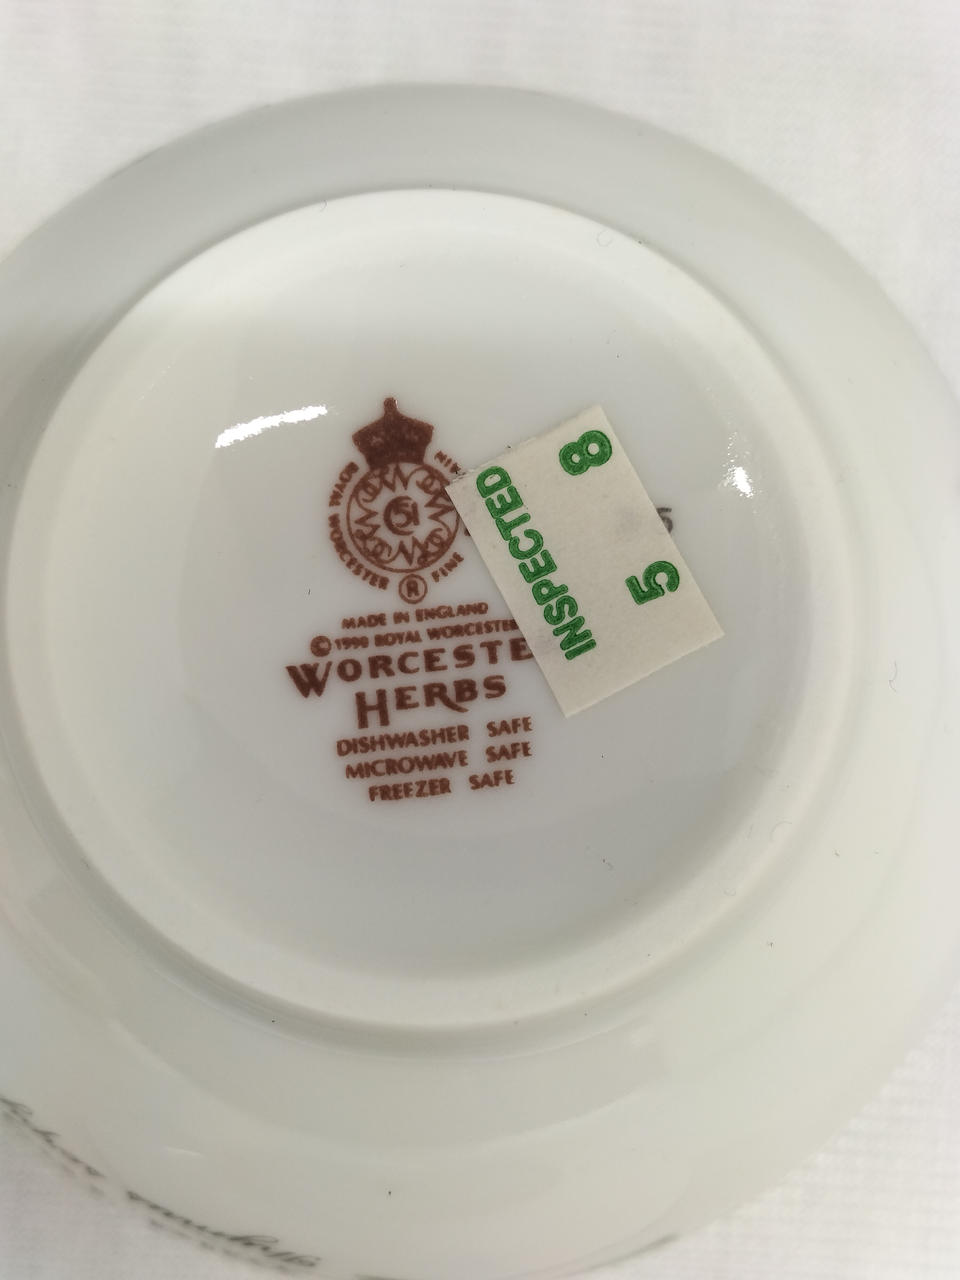 ROYAL WORCESTER
FINE
®
MADE IN ENGLAND
© 1996 ROYAL WORCESTER
WORCESTE
HERBS
DISHWASHER SAFE
MICROWAVE SAFE
FREEZER SAFE
INSPECTED
8 5